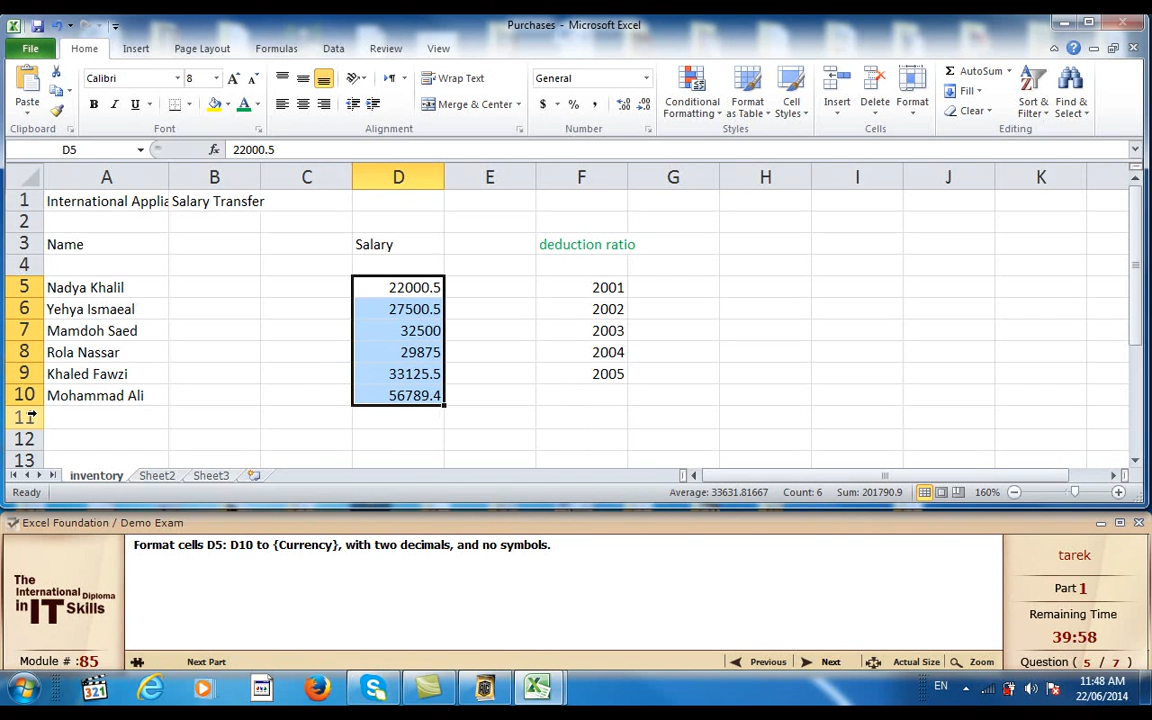 Purchases - Microsoft Excel
File Home Insert Page Layout Formulas Data Review View
Calibri 8 Wrap Text General AutoSum
Fill
Paste B I U Merge & Center $ % , Conditional Formatting Format as Table Cell Styles Insert Delete Format Clear Sort & Filter Find & Select
Clipboard Font Alignment Number Styles Cells Editing
D5 fx 22000.5
A B C D E F G H I J K
1 International Applia Salary Transfer
2
3 Name Salary deduction ratio
4
5 Nadya Khalil 22000.5 2001
6 Yehya Ismaeal 27500.5 2002
7 Mamdoh Saed 32500 2003
8 Rola Nassar 29875 2004
9 Khaled Fawzi 33125.5 2005
10 Mohammad Ali 56789.4
11
12
13
inventory Sheet2 Sheet3
Ready Average: 33631.81667 Count: 6 Sum: 201790.9 160%
Excel Foundation / Demo Exam
Format cells D5: D10 to {Currency}, with two decimals, and no symbols.
The International Diploma in IT Skills
Module # :85
tarek
Part 1
Remaining Time
39:58
Next Part Previous Next Actual Size Zoom Question ( 5 / 7 )
321 EN 11:48 AM
22/06/2014